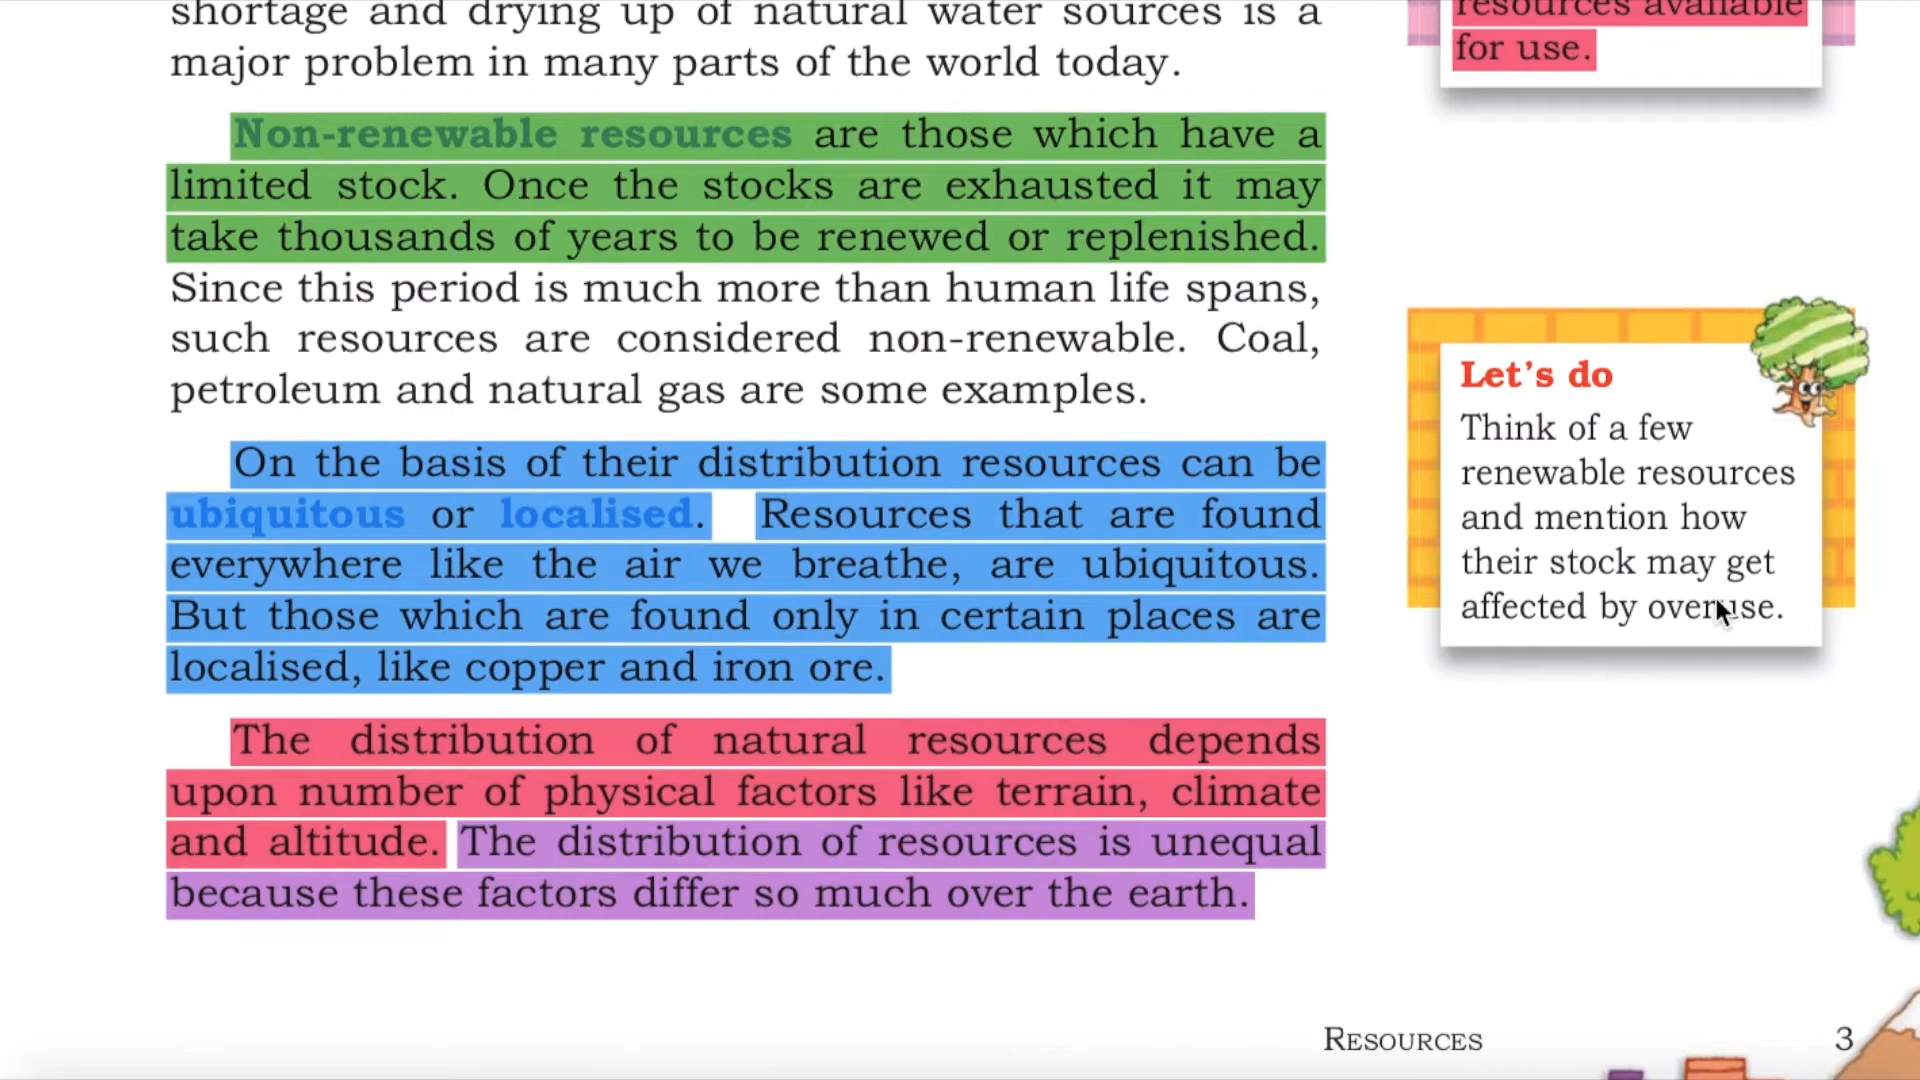 shortage and drying up of natural water sources is a
major problem in many parts of the world today.
Non-renewable resources are those which have a
limited stock. Once the stocks are exhausted it may
take thousands of years to be renewed or replenished.
Since this period is much more than human life spans,
such resources are considered non-renewable. Coal,
petroleum and natural gas are some examples.
On the basis of their distribution resources can be
ubiquitous or localised. Resources that are found
everywhere like the air we breathe, are ubiquitous.
But those which are found only in certain places are
localised, like copper and iron ore.
The distribution of natural resources depends
upon number of physical factors like terrain, climate
and altitude. The distribution of resources is unequal
because these factors differ so much over the earth.
resources available
for use.
Let's do
Think of a few
renewable resources
and mention how
their stock may get
affected by overuse.
Resources 3